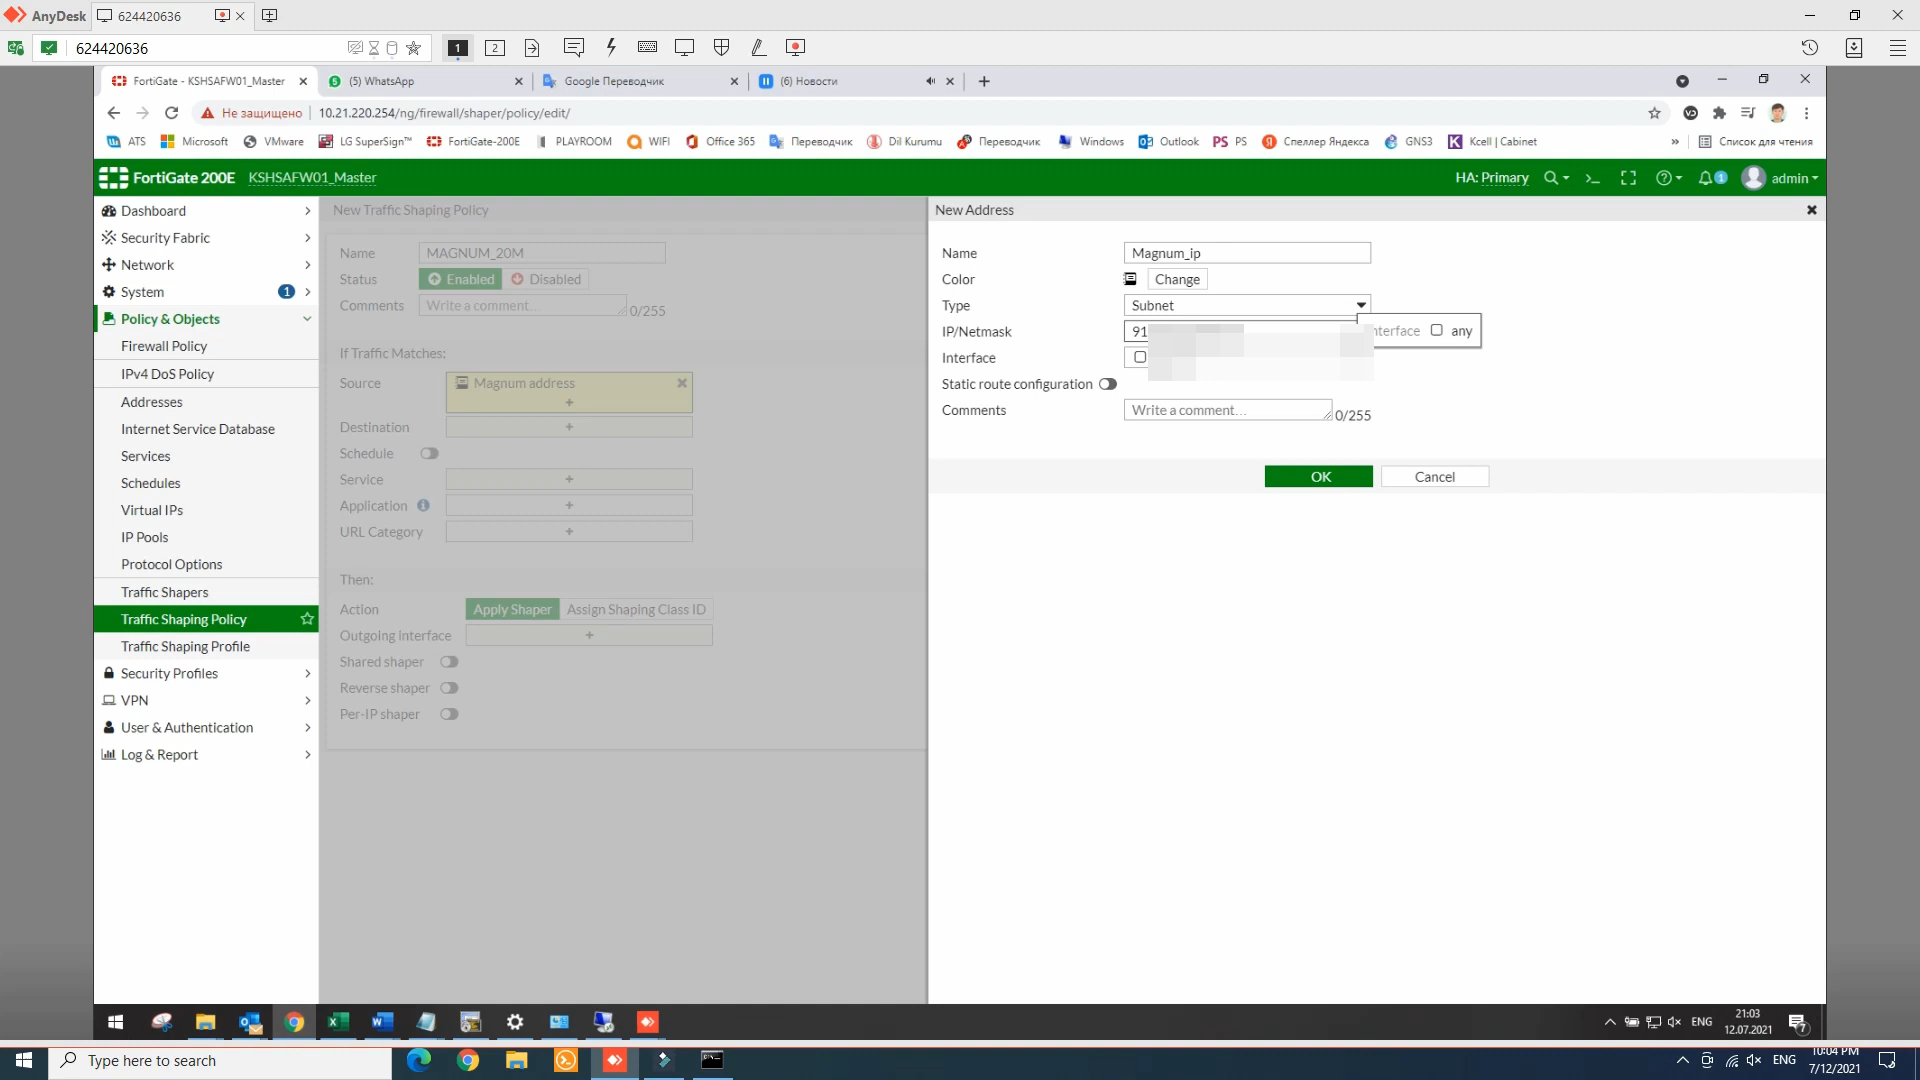 AnyDesk 624420636
624420636 1 2
FortiGate - KSHSAFW01_Master (5) WhatsApp Google Переводчик (6) Новости
Не защищено 10.21.220.254/ng/firewall/shaper/policy/edit/
ATS Microsoft VMware LG SuperSign™ FortiGate-200E PLAYROOM WIFI Office 365 Переводчик Dil Kurumu Переводчик Windows Outlook PS PS Спеллер Яндекса GNS3 Kcell | Cabinet » Список для чтения
FortiGate 200E KSHSAFW01_Master HA: Primary 1 admin
Dashboard
Security Fabric
Network
System 1
Policy & Objects
Firewall Policy
IPv4 DoS Policy
Addresses
Internet Service Database
Services
Schedules
Virtual IPs
IP Pools
Protocol Options
Traffic Shapers
Traffic Shaping Policy
Traffic Shaping Profile
Security Profiles
VPN
User & Authentication
Log & Report
New Traffic Shaping Policy
Name MAGNUM_20M
Status Enabled Disabled
Comments Write a comment... 0/255
If Traffic Matches:
Source Magnum address
+
Destination +
Schedule
Service +
Application +
URL Category +
Then:
Action Apply Shaper Assign Shaping Class ID
Outgoing interface +
Shared shaper
Reverse shaper
Per-IP shaper
New Address
Name Magnum_ip
Color Change
Type Subnet
IP/Netmask 91
any
Interface
Static route configuration
Comments Write a comment... 0/255
OK Cancel
ENG 21:03 12.07.2021 7
Type here to search ENG 10:04 PM 7/12/2021